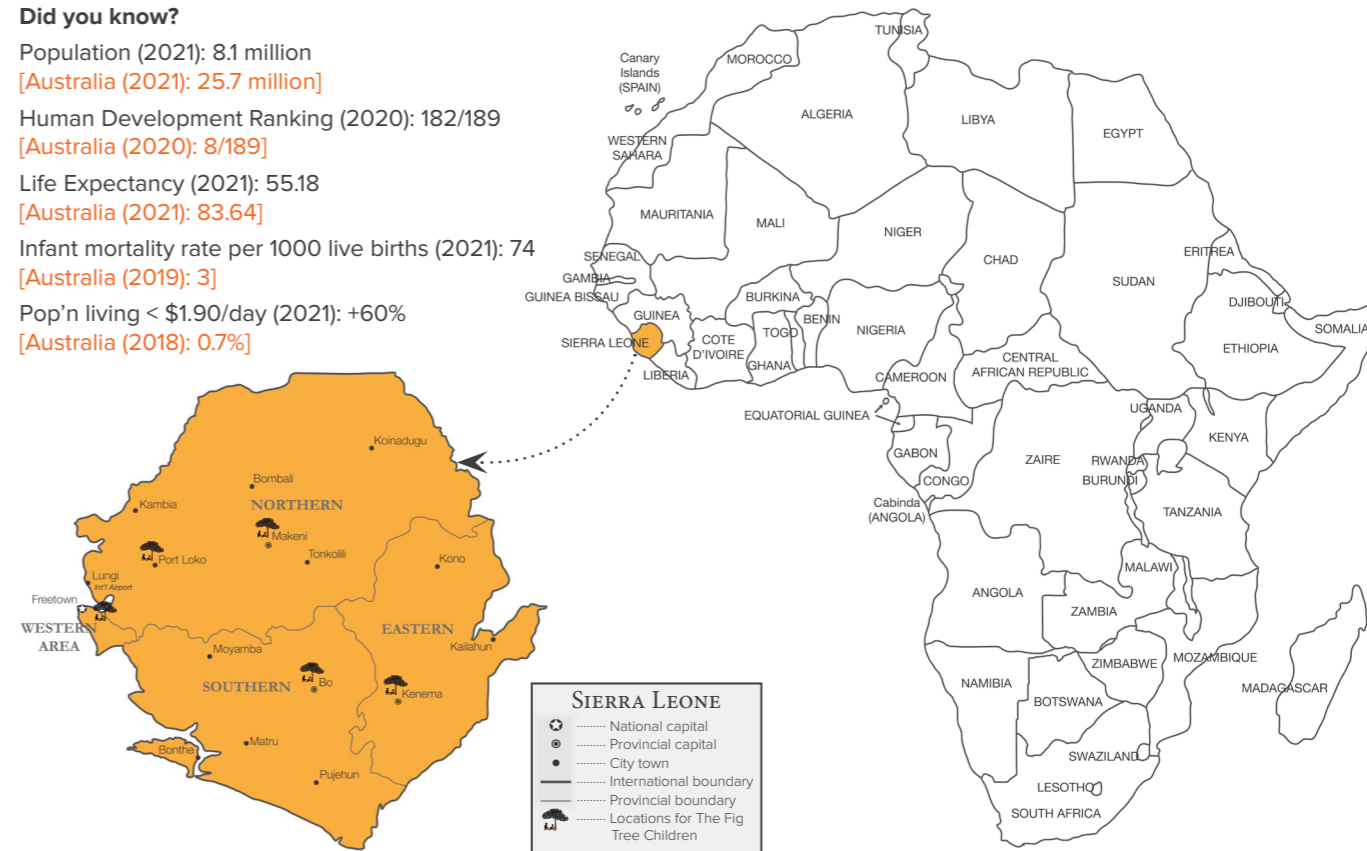 Did you know?
Population (2021): 8.1 million
[Australia (2021): 25.7 million]
Human Development Ranking (2020): 182/189
[Australia (2020): 8/189]
Life Expectancy (2021): 55.18
[Australia (2021): 83.64]
Infant mortality rate per 1000 live births (2021): 74
[Australia (2019): 3]
Pop'n living < $1.90/day (2021): +60%
[Australia (2018): 0.7%]
TUNISIA
MOROCCO
Canary
Islands
(SPAIN)
ALGERIA
LIBYA
EGYPT
WESTERN
SAHARA
MAURITANIA
MALI
NIGER
CHAD
SUDAN
ERITREA
SENEGAL
GAMBIA
GUINEA BISSAU
GUINEA
BURKINA
BENIN
TOGO
NIGERIA
DJIBOUTI
SOMALIA
ETHIOPIA
SIERRA LEONE
COTE
D'IVOIRE
GHANA
LIBERIA
CENTRAL
AFRICAN REPUBLIC
CAMEROON
EQUATORIAL GUINEA
UGANDA
KENYA
GABON
CONGO
ZAIRE
RWANDA
BURUNDI
Cabinda
(ANGOLA)
TANZANIA
MALAWI
ANGOLA
ZAMBIA
ZIMBABWE
MOZAMBIQUE
MADAGASCAR
NAMIBIA
BOTSWANA
SWAZILAND
LESOTHO
SOUTH AFRICA
Koinadugu
Bombali
NORTHERN
Kambia
Makeni
Port Loko
Tonkolili
Kono
Lungi
Int'l Airport
Freetown
WESTERN
AREA
EASTERN
Kailahun
Moyamba
SOUTHERN
Bo
Kenema
Matru
Bonthe
Pujehun
SIERRA LEONE
National capital
Provincial capital
City town
International boundary
Provincial boundary
Locations for The Fig
Tree Children